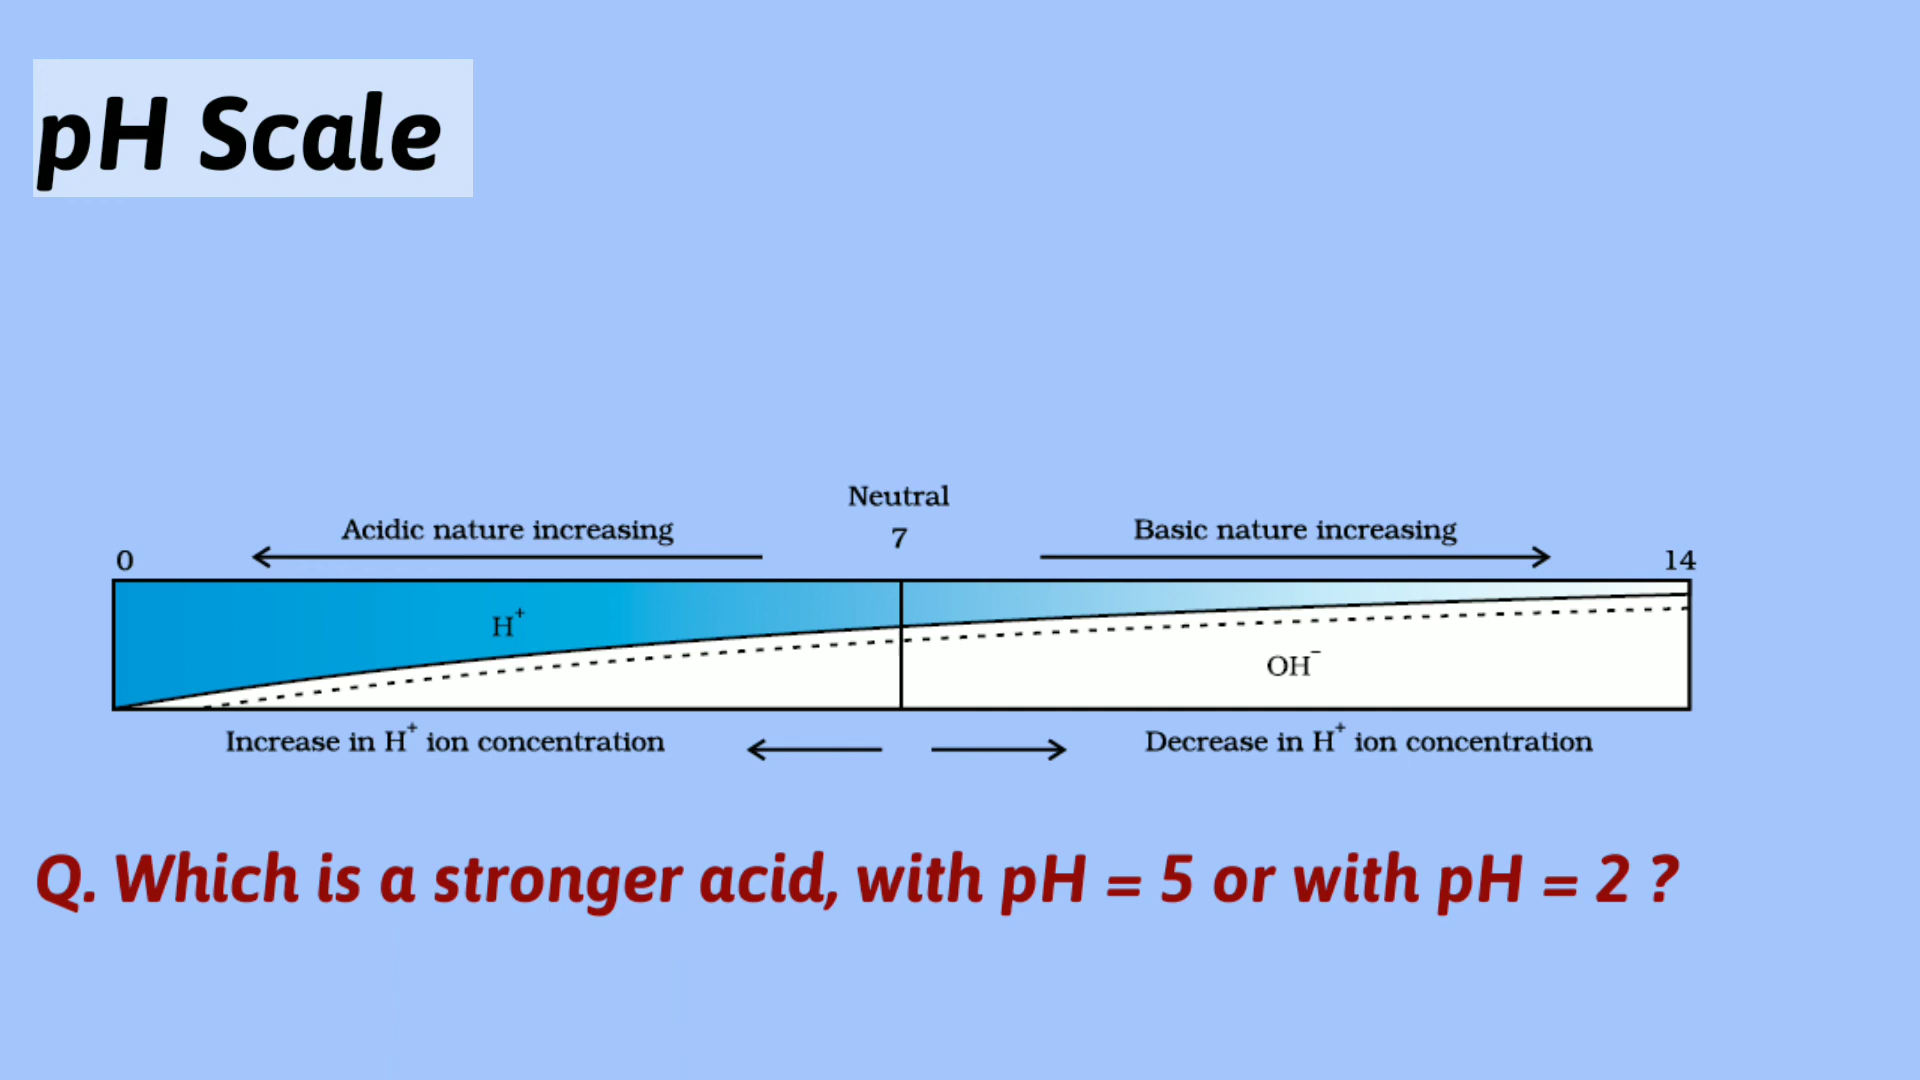 pH Scale
Neutral
Acidic nature increasing
7
Basic nature increasing
0
14
H⁺
OH⁻
Increase in H⁺ ion concentration
Decrease in H⁺ ion concentration
Q. Which is a stronger acid, with pH = 5 or with pH = 2 ?